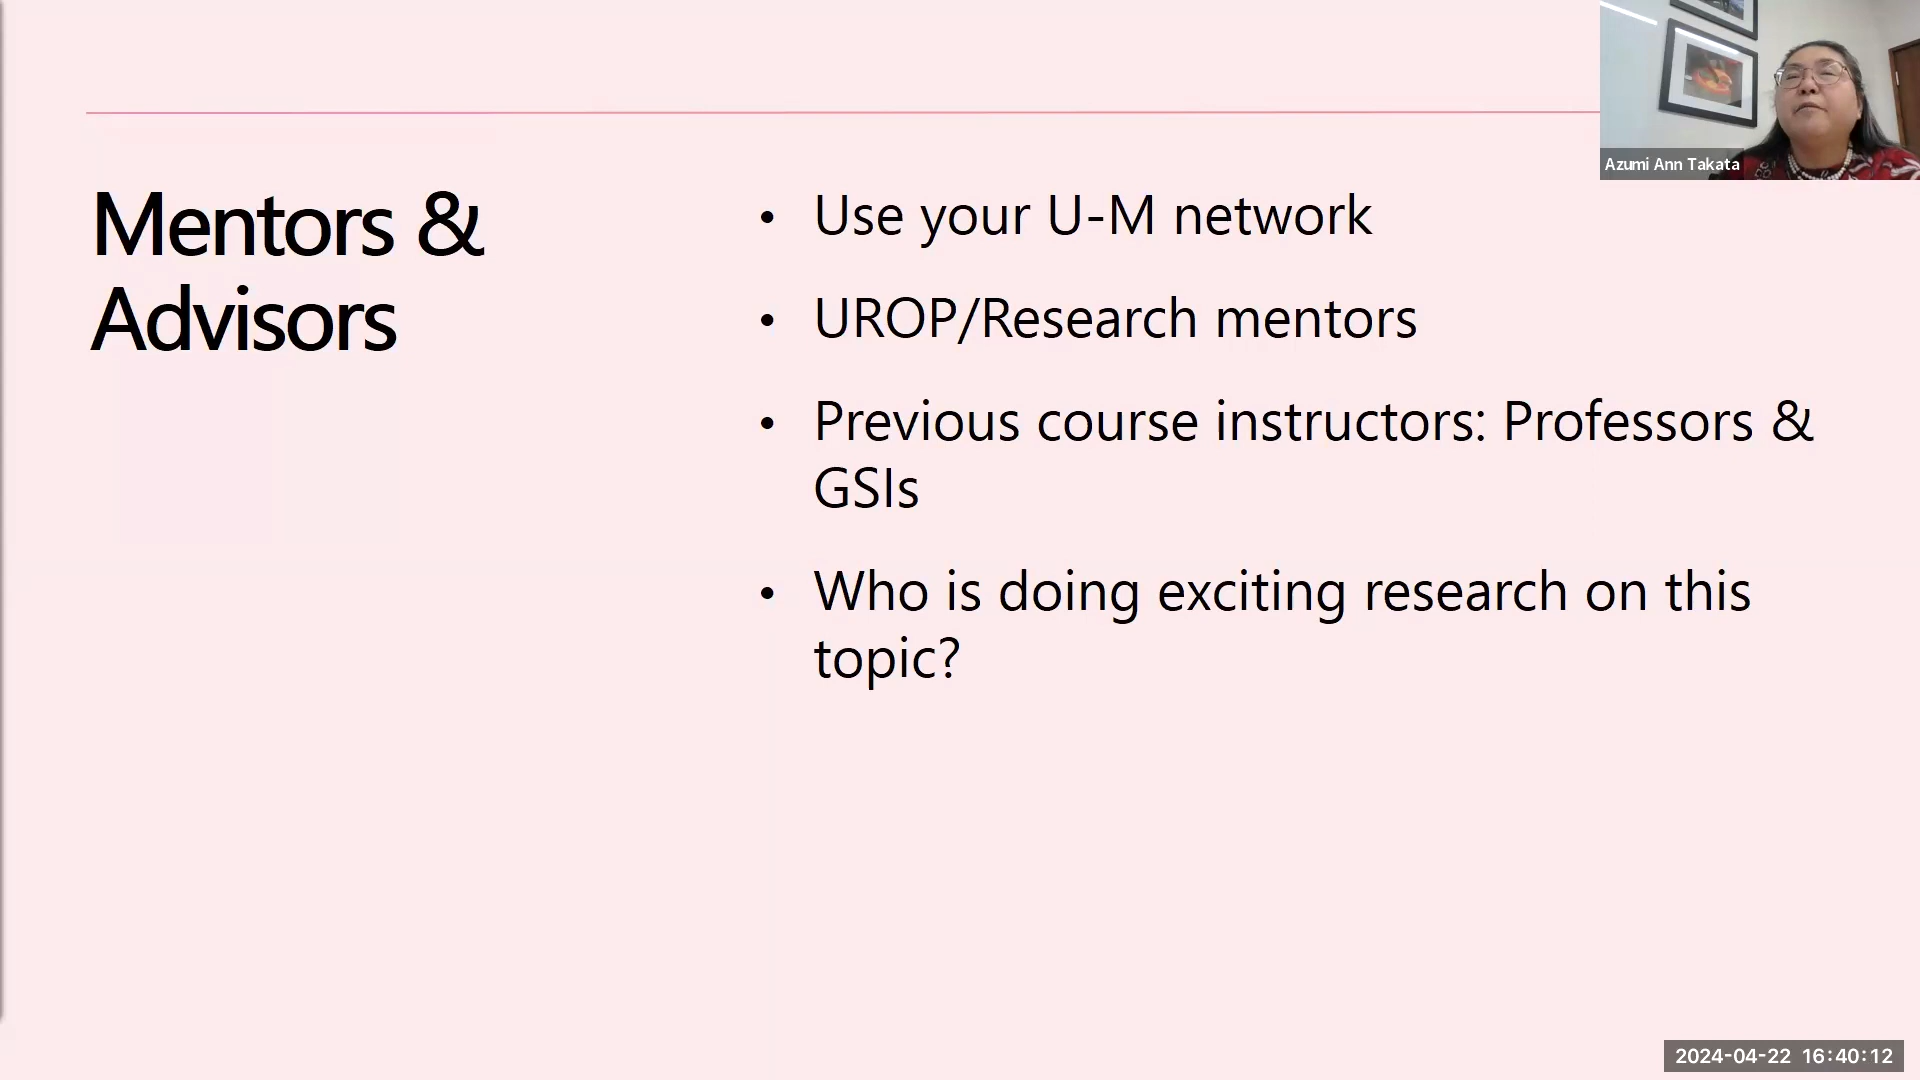 Mentors &
Advisors
• Use your U-M network
• UROP/Research mentors
• Previous course instructors: Professors &
GSIs
• Who is doing exciting research on this
topic?
Azumi Ann Takata
2024-04-22 16:40:12